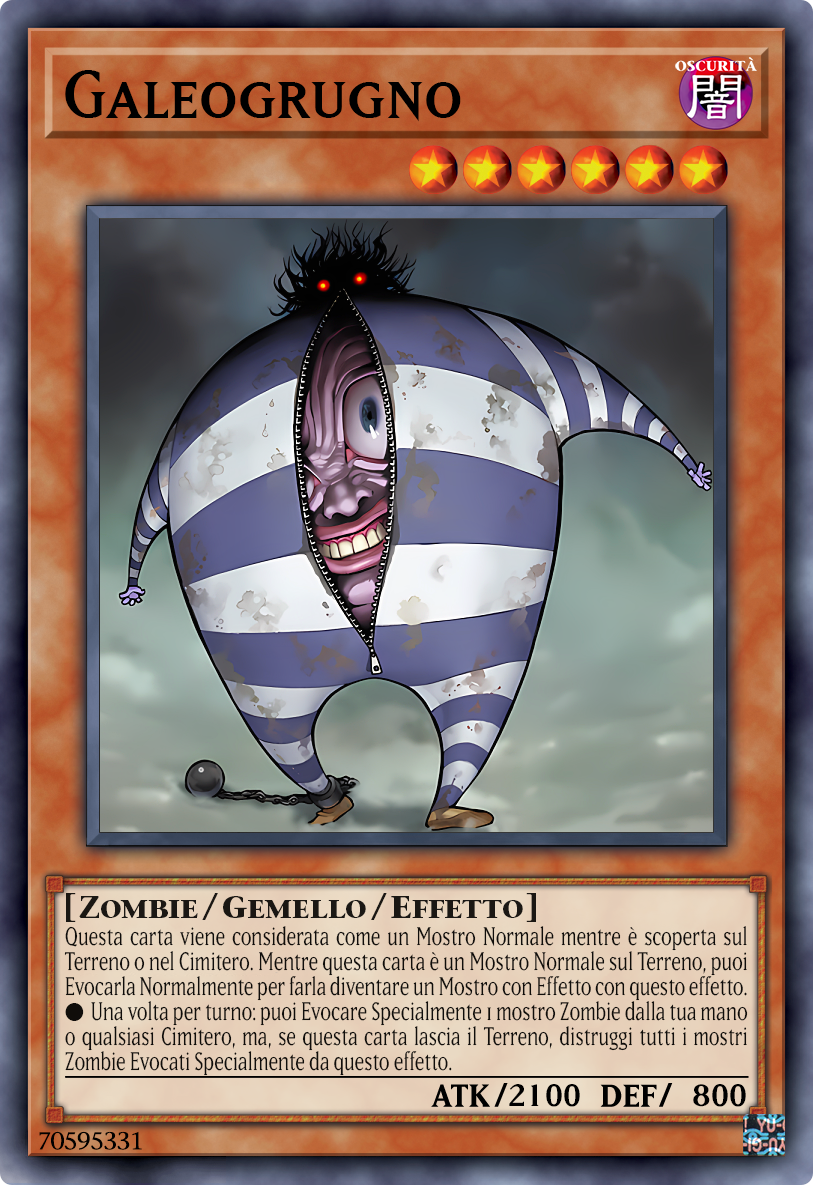 Galeogrugno
OSCURITÀ
闇
[Zombie/Gemello/Effetto]
Questa carta viene considerata come un Mostro Normale mentre è scoperta sul
Terreno o nel Cimitero. Mentre questa carta è un Mostro Normale sul Terreno, puoi
Evocarla Normalmente per farla diventare un Mostro con Effetto con questo effetto.
● Una volta per turno: puoi Evocare Specialmente 1 mostro Zombie dalla tua mano
o qualsiasi Cimitero, ma, se questa carta lascia il Terreno, distruggi tutti i mostri
Zombie Evocati Specialmente da questo effetto.
ATK/2100 DEF/ 800
70595331